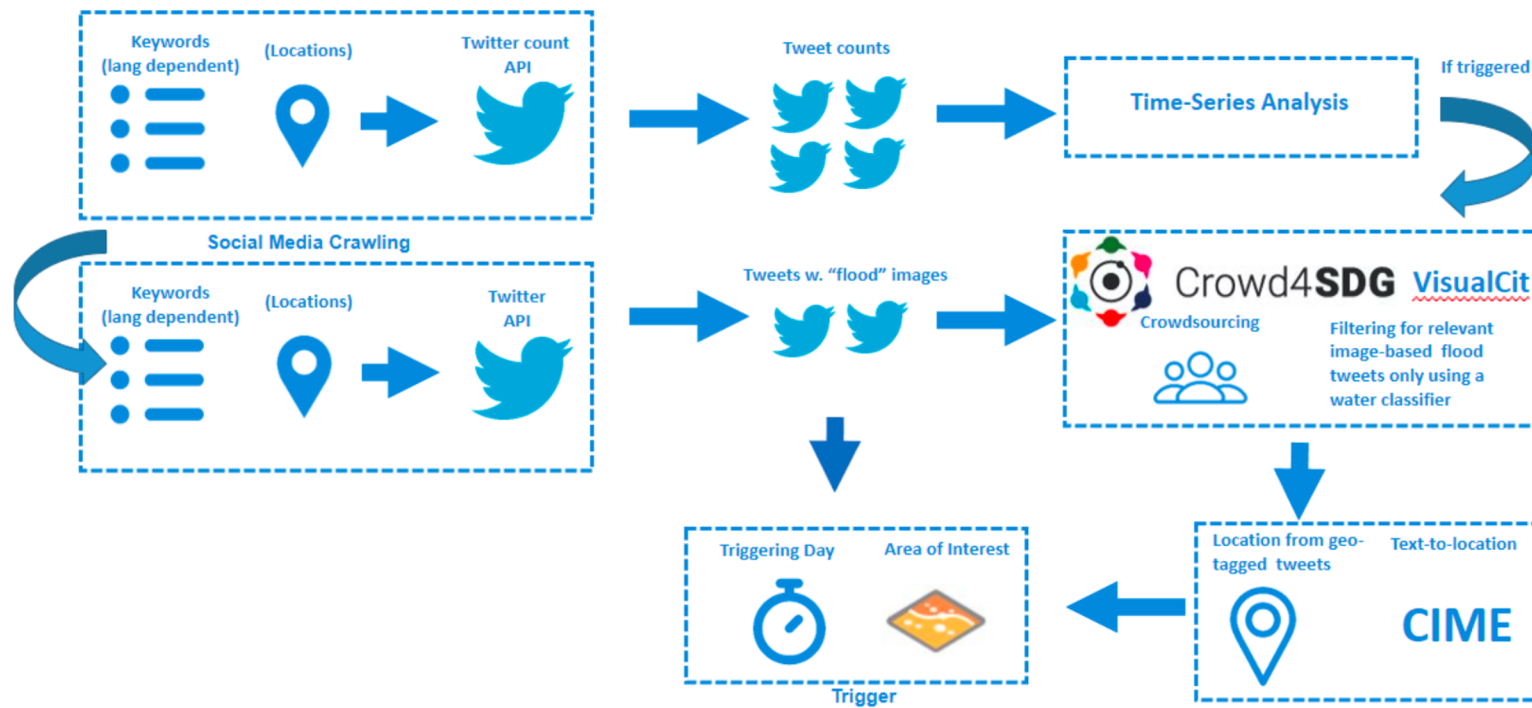 Keywords
(lang dependent)
(Locations)
Twitter count
API
Tweet counts
Time-Series Analysis
If triggered
Social Media Crawling
Keywords
(lang dependent)
(Locations)
Twitter
API
Tweets w. “flood” images
Crowd4SDG
VisualCit
Crowdsourcing
Filtering for relevant
image-based flood
tweets only using a
water classifier
Triggering Day
Area of Interest
Trigger
Location from geo-
tagged tweets
Text-to-location
CIME